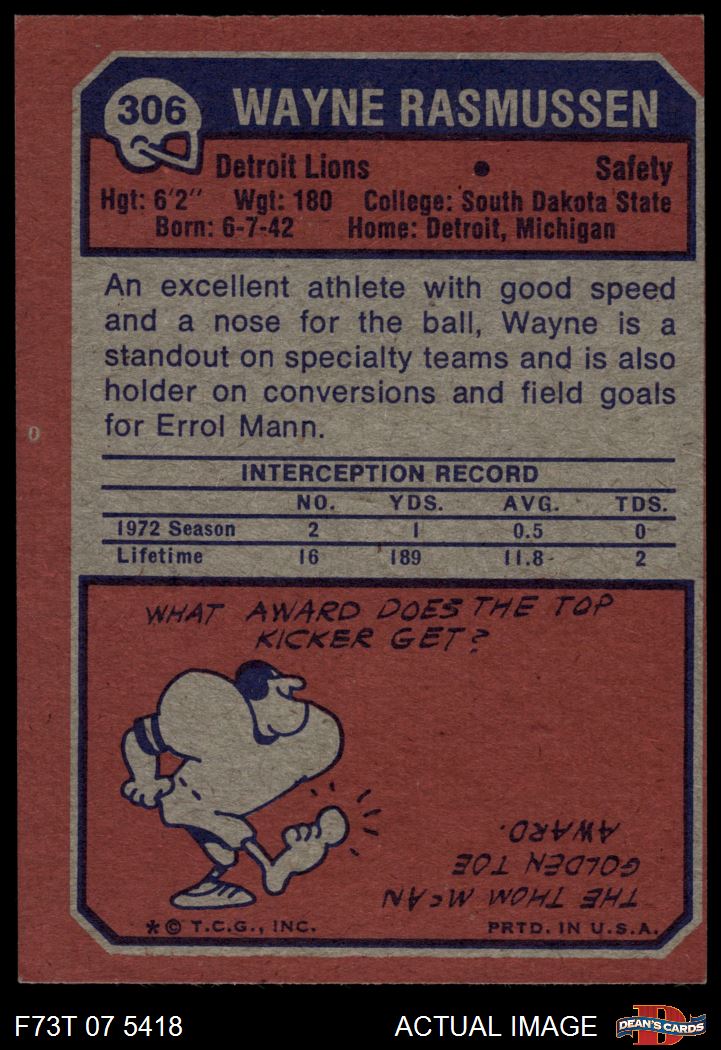 306 WAYNE RASMUSSEN
Detroit Lions • Safety
Hgt: 6'2" Wgt: 180 College: South Dakota State
Born: 6-7-42 Home: Detroit, Michigan
An excellent athlete with good speed
and a nose for the ball, Wayne is a
standout on specialty teams and is also
holder on conversions and field goals
for Errol Mann.
0
INTERCEPTION RECORD
NO. YDS. AVG. TDS.
1972 Season 2 1 0.5 0
Lifetime 16 189 11.8 2
WHAT AWARD DOES THE TOP
KICKER GET?
THE THOM McAN
GOLDEN TOE
AWARD.
* © T.C.G., INC. PRTD. IN U.S.A.
F73T 07 5418 ACTUAL IMAGE D DEAN'S CARDS